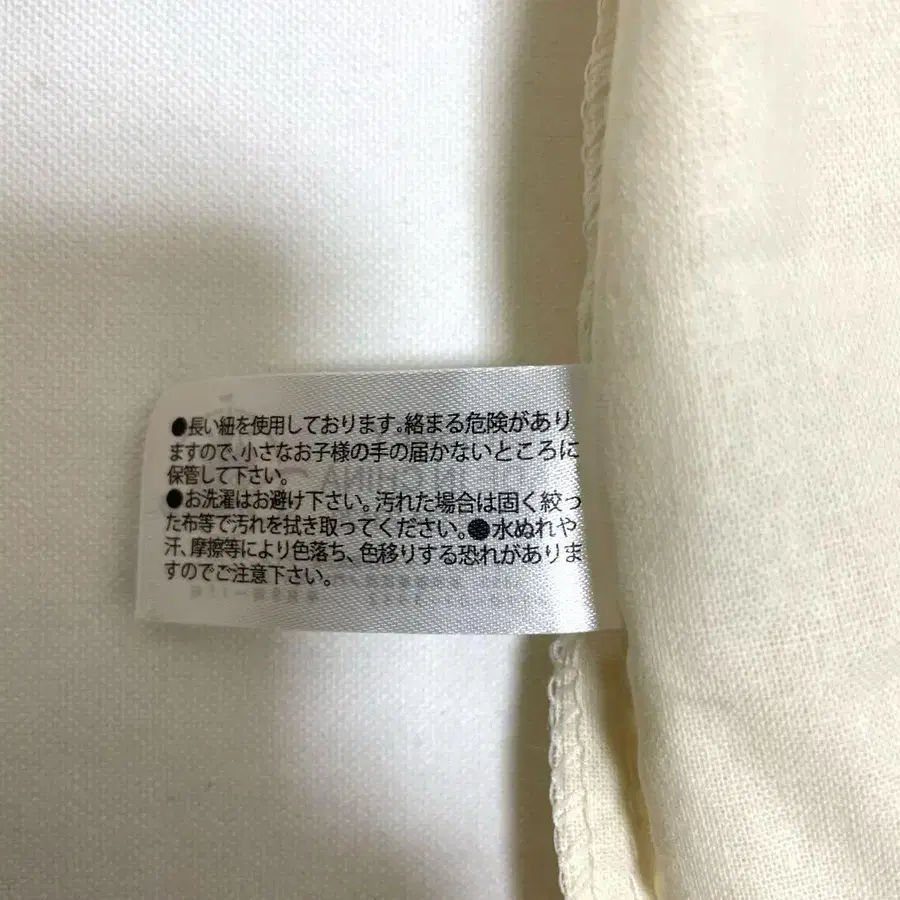 ●長い紐を使用しております。絡まる危険があり
ますので、小さなお子様の手の届かないところに
保管して下さい。
●お洗濯はお避け下さい。汚れた場合は固く絞っ
た布等で汚れを拭き取ってください。●水ぬれや
汗、摩擦等により色落ち、色移りする恐れがありま
すのでご注意下さい。